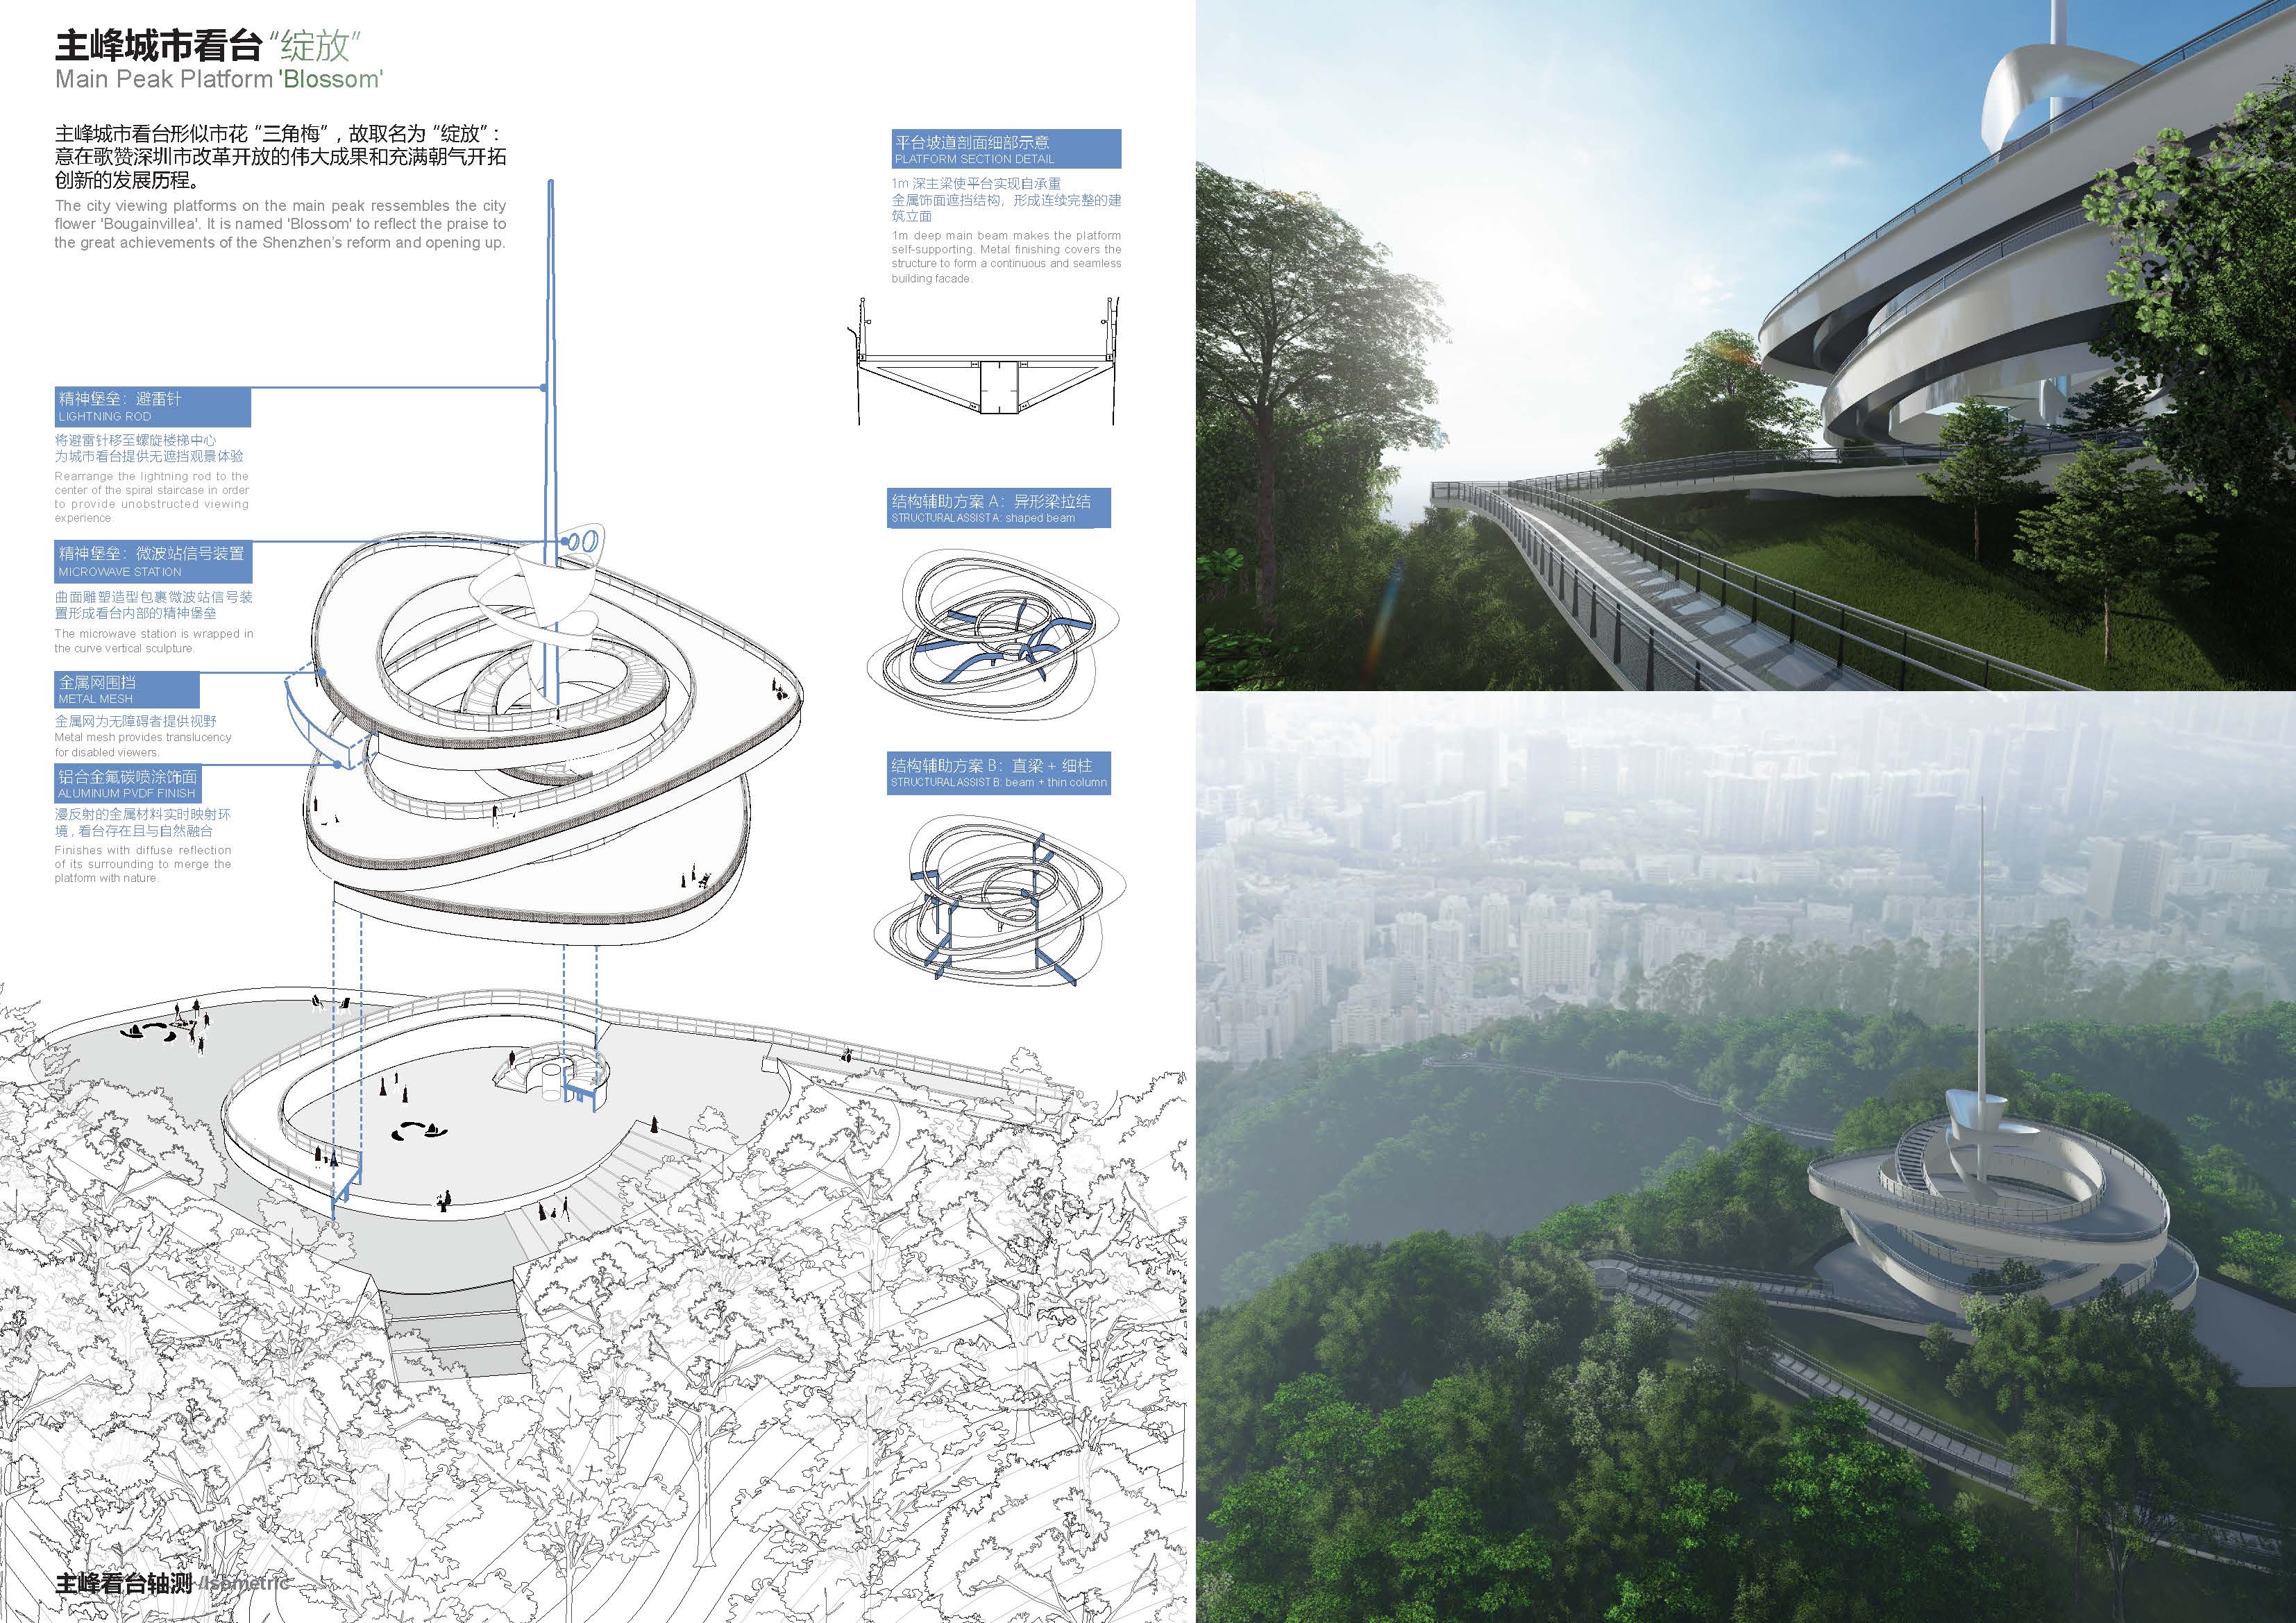 主峰城市看台“绽放”
Main Peak Platform 'Blossom'
主峰城市看台形似市花“三角梅”，故取名为“绽放”：
意在歌赞深圳市改革开放的伟大成果和充满朝气开拓
创新的发展历程。
The city viewing platforms on the main peak ressembles the city
flower 'Bougainvillea'. It is named 'Blossom' to reflect the praise to
the great achievements of the Shenzhen's reform and opening up.
精神堡垒：避雷针
LIGHTNING ROD
将避雷针移至螺旋楼梯中心
为城市看台提供无遮挡观景体验
Rearrange the lightning rod to the
center of the spiral staircase in order
to provide unobstructed viewing
experience.
精神堡垒：微波站信号装置
MICROWAVE STATION
曲面雕塑造型包裹微波站信号装
置形成看台内部的精神堡垒
The microwave station is wrapped in
the curve vertical sculpture.
金属网围挡
METAL MESH
金属网为无障碍者提供视野
Metal mesh provides translucency
for disabled viewers.
铝合金氟碳喷涂饰面
ALUMINUM PVDF FINISH
漫反射的金属材料实时映射环
境，看台存在且与自然融合
Finishes with diffuse reflection
of its surrounding to merge the
platform with nature.
平台坡道剖面细部示意
PLATFORM SECTION DETAIL
1m 深主梁使平台实现自承重
金属饰面遮挡结构，形成连续完整的建
筑立面
1m deep main beam makes the platform
self-supporting. Metal finishing covers the
structure to form a continuous and seamless
building facade.
结构辅助方案 A：异形梁拉结
STRUCTURAL ASSIST A: shaped beam
结构辅助方案 B：直梁 + 细柱
STRUCTURAL ASSIST B: beam + thin column
主峰看台轴测 /Isometric